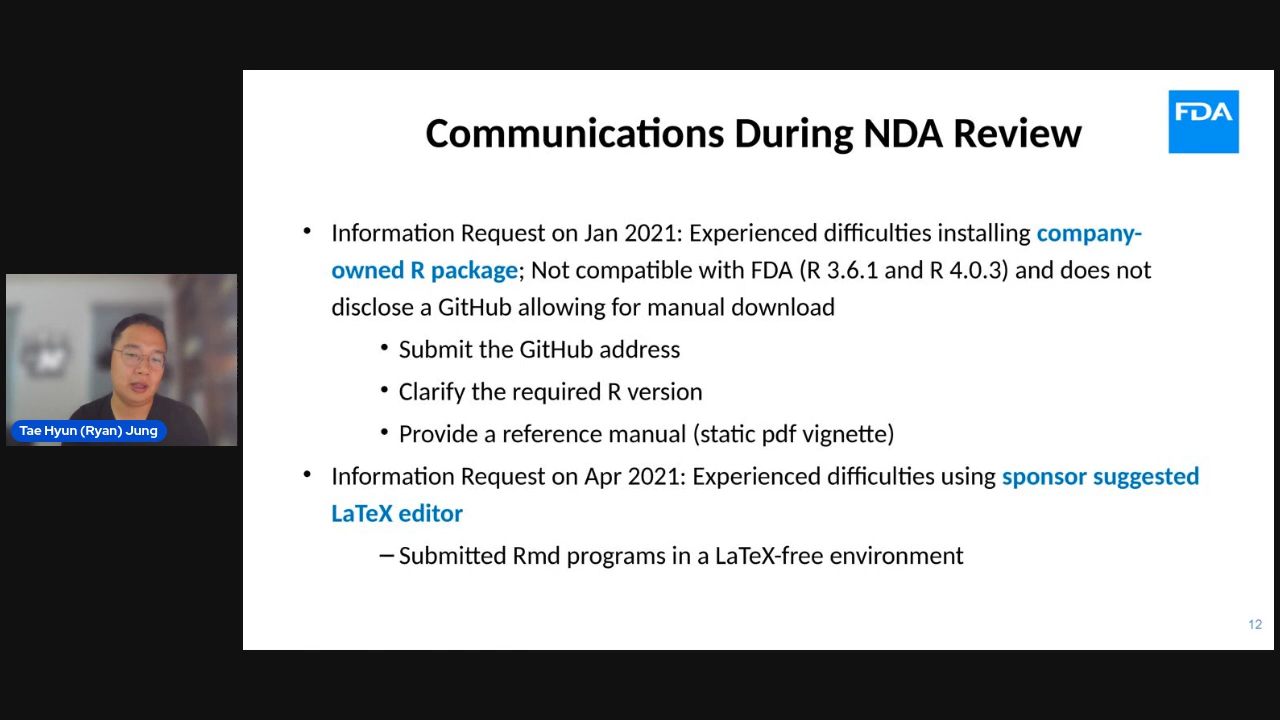 FDA
Communications During NDA Review
• Information Request on Jan 2021: Experienced difficulties installing company-
owned R package; Not compatible with FDA (R 3.6.1 and R 4.0.3) and does not
disclose a GitHub allowing for manual download
• Submit the GitHub address
• Clarify the required R version
• Provide a reference manual (static pdf vignette)
• Information Request on Apr 2021: Experienced difficulties using sponsor suggested
LaTeX editor
– Submitted Rmd programs in a LaTeX-free environment
12
Tae Hyun (Ryan) Jung